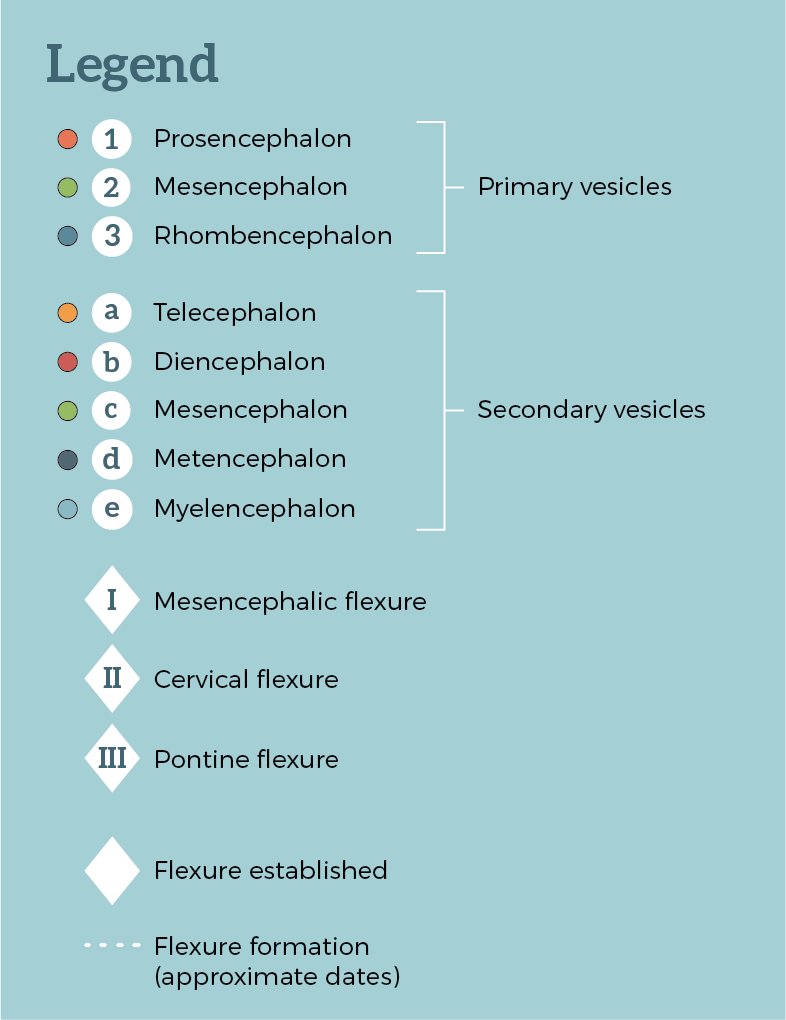 Legend
1 Prosencephalon
2 Mesencephalon
3 Rhombencephalon
Primary vesicles
a Telecephalon
b Diencephalon
c Mesencephalon
d Metencephalon
e Myelencephalon
Secondary vesicles
I Mesencephalic flexure
II Cervical flexure
III Pontine flexure
Flexure established
Flexure formation
(approximate dates)